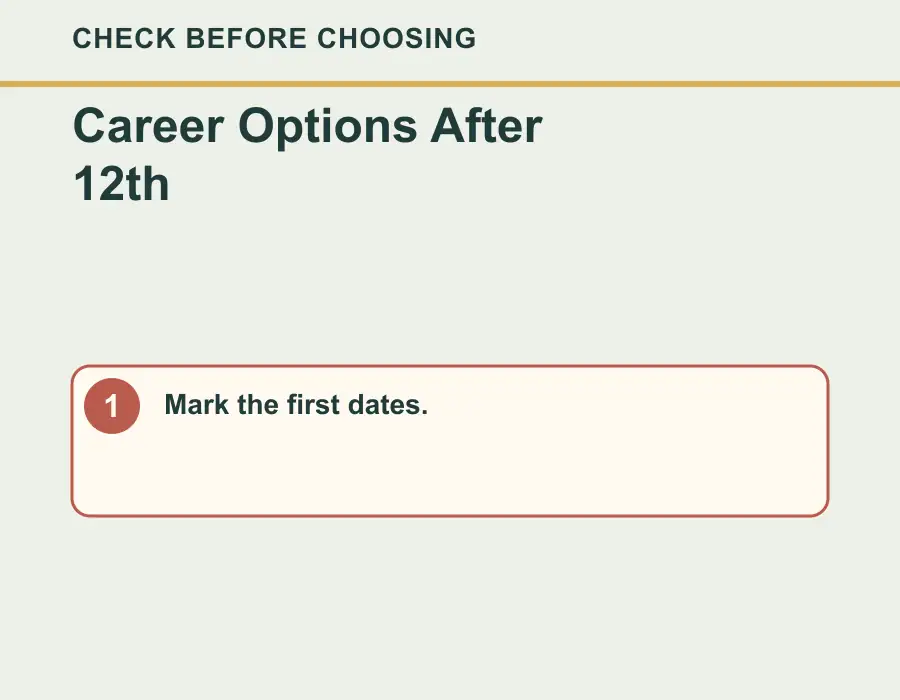 CHECK BEFORE CHOOSING
Career Options After
12th
1 Mark the first dates.